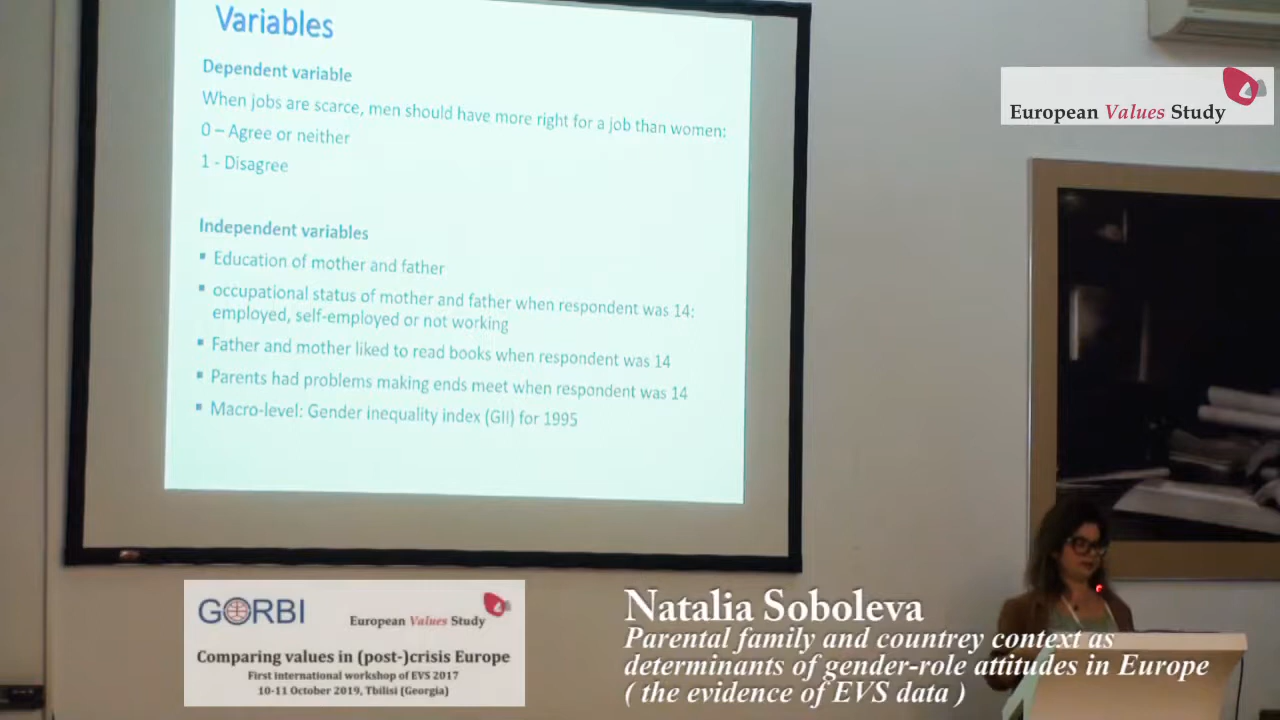 Variables
Dependent variable
When jobs are scarce, men should have more right for a job than women:
0 – Agree or neither
1 - Disagree
Independent variables
▪ Education of mother and father
▪ occupational status of mother and father when respondent was 14:
employed, self-employed or not working
▪ Father and mother liked to read books when respondent was 14
▪ Parents had problems making ends meet when respondent was 14
▪ Macro-level: Gender inequality index (GII) for 1995
European Values Study
GORBI
European Values Study
Comparing values in (post-)crisis Europe
First international workshop of EVS 2017
10-11 October 2019, Tbilisi (Georgia)
Natalia Soboleva
Parental family and countrey context as
determinants of gender-role attitudes in Europe
( the evidence of EVS data )